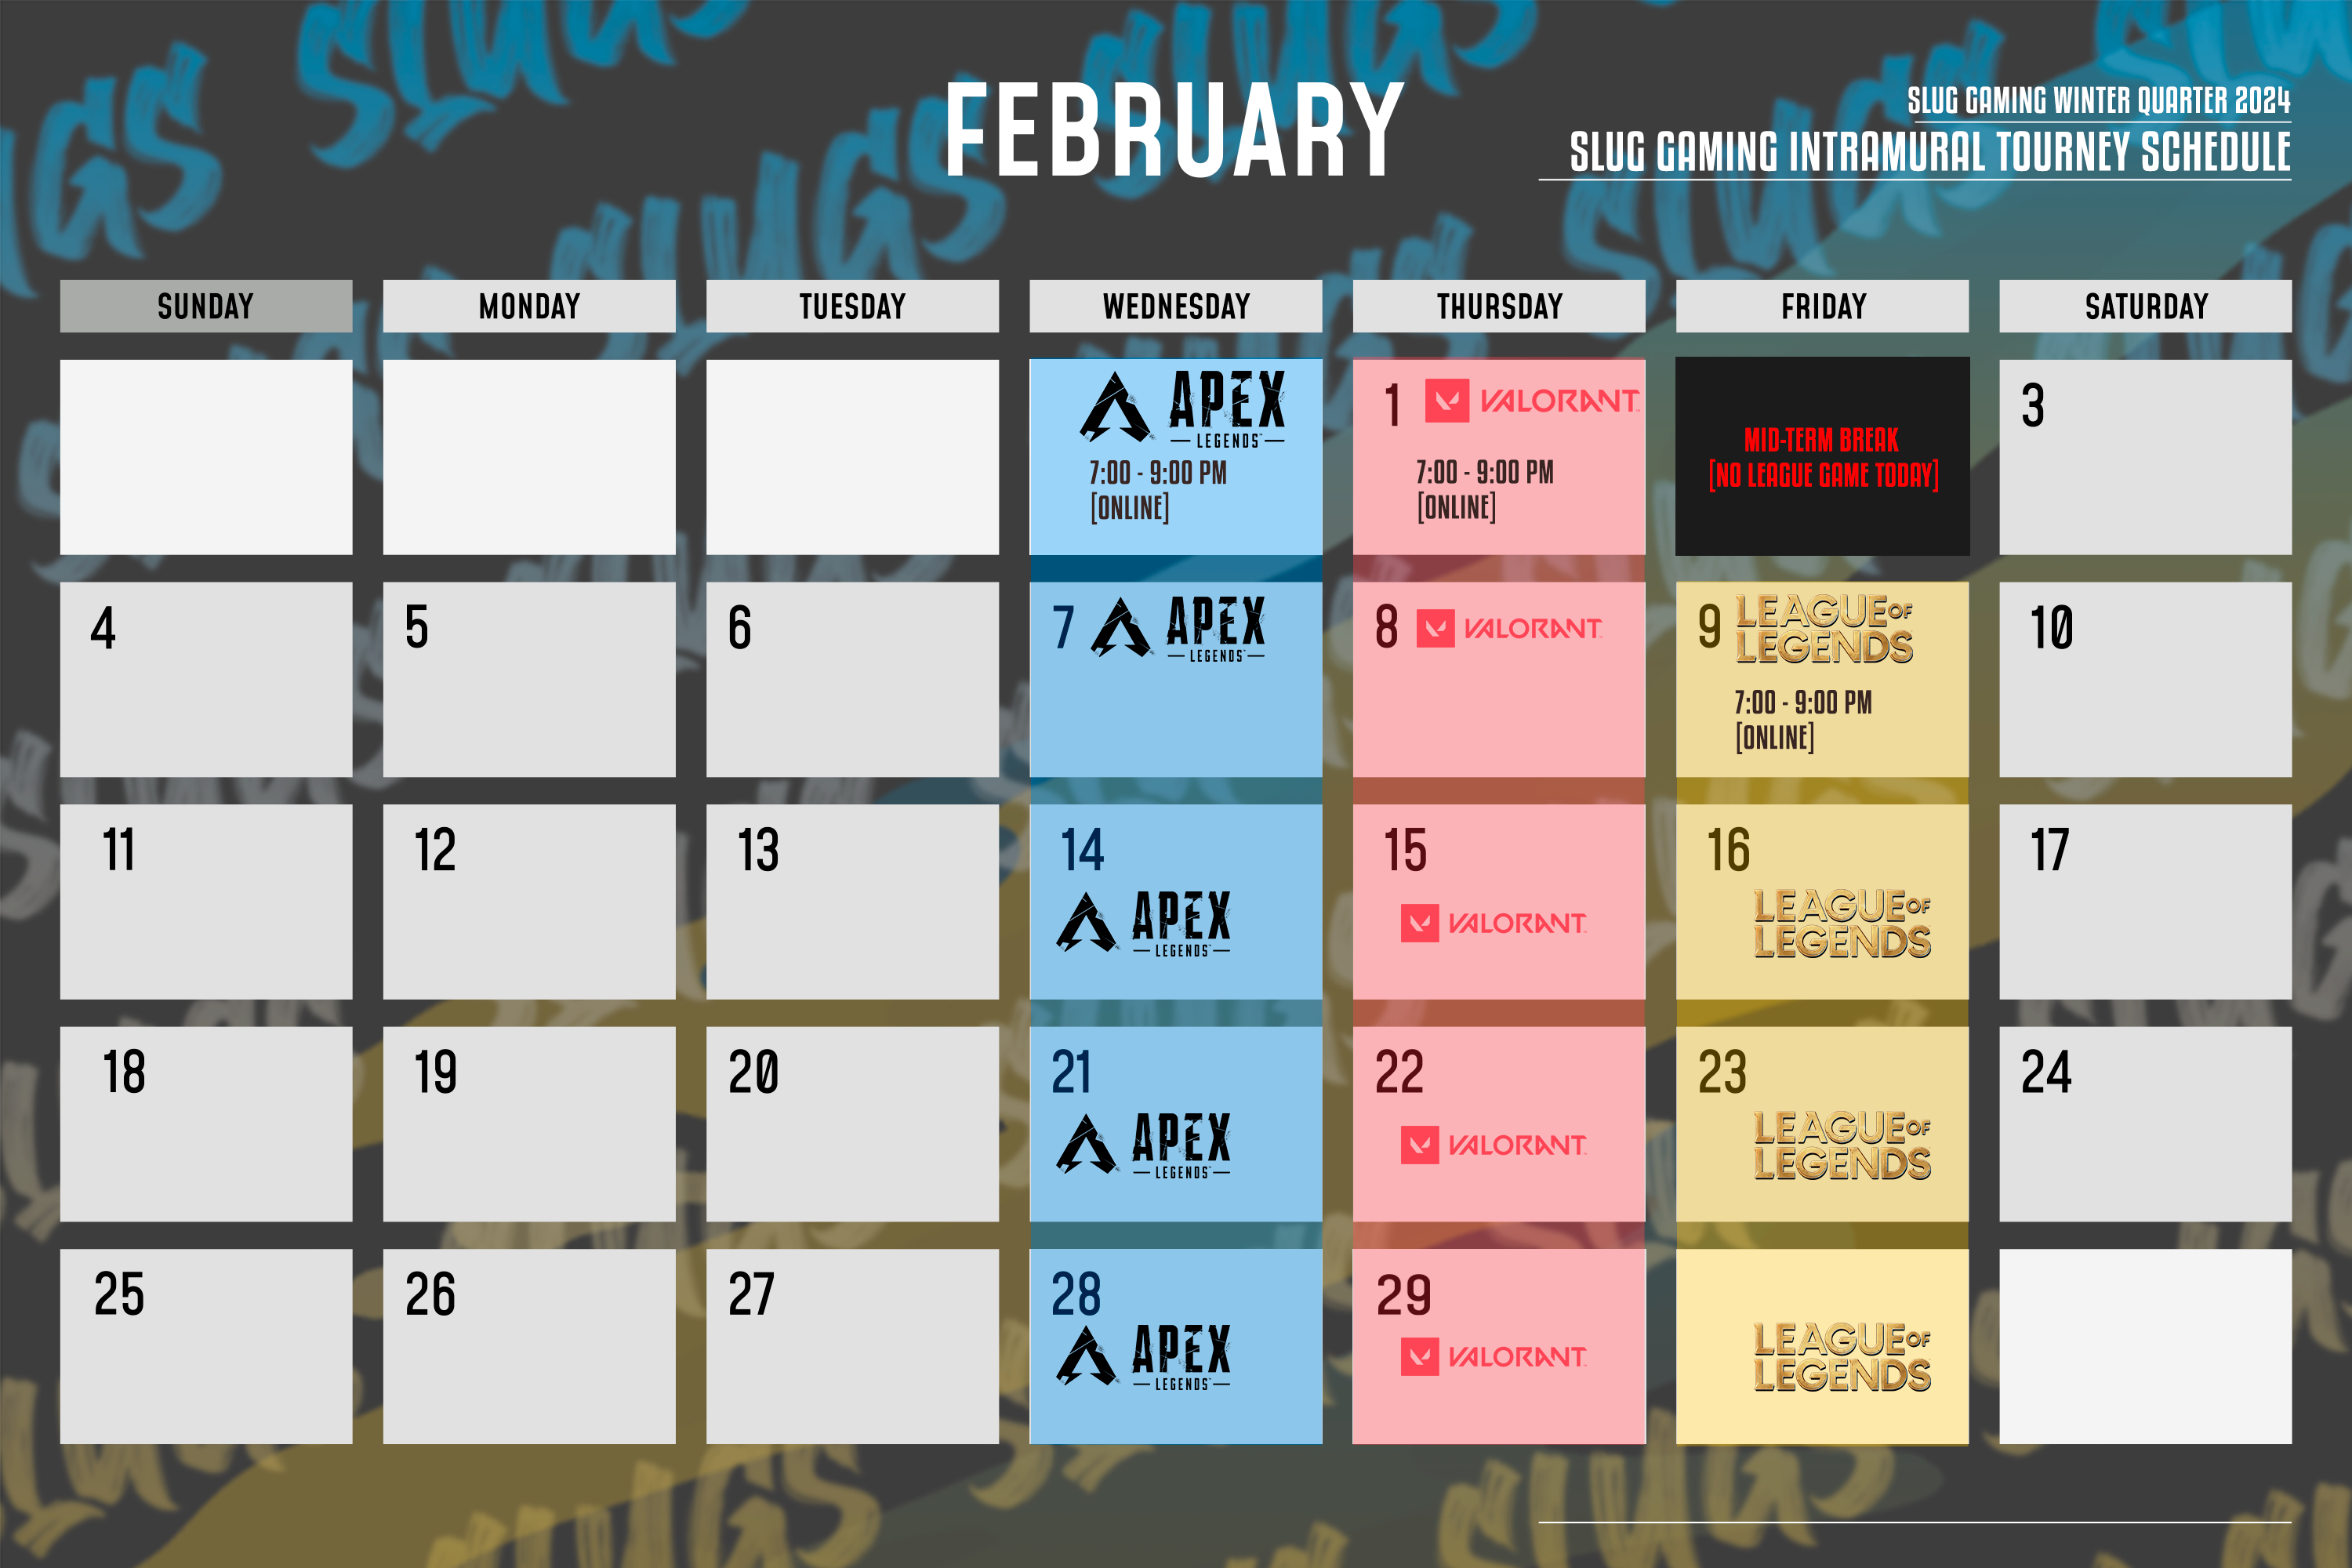 FEBRUARY
SLUG GAMING WINTER QUARTER 2024
SLUG GAMING INTRAMURAL TOURNEY SCHEDULE
SUNDAY MONDAY TUESDAY WEDNESDAY THURSDAY FRIDAY SATURDAY
APEX
LEGENDS
7:00 - 9:00 PM
[ONLINE]
1 VALORANT
7:00 - 9:00 PM
[ONLINE]
MID-TERM BREAK
[NO LEAGUE GAME TODAY]
3
4
5
6
7 APEX
LEGENDS
8 VALORANT
9 LEAGUE OF
LEGENDS
7:00 - 9:00 PM
[ONLINE]
10
11
12
13
14
APEX
LEGENDS
15
VALORANT
16
LEAGUE OF
LEGENDS
17
18
19
20
21
APEX
LEGENDS
22
VALORANT
23
LEAGUE OF
LEGENDS
24
25
26
27
28
APEX
LEGENDS
29
VALORANT
LEAGUE OF
LEGENDS
SLUGS
SLUGS
SLUGS
SLUGS